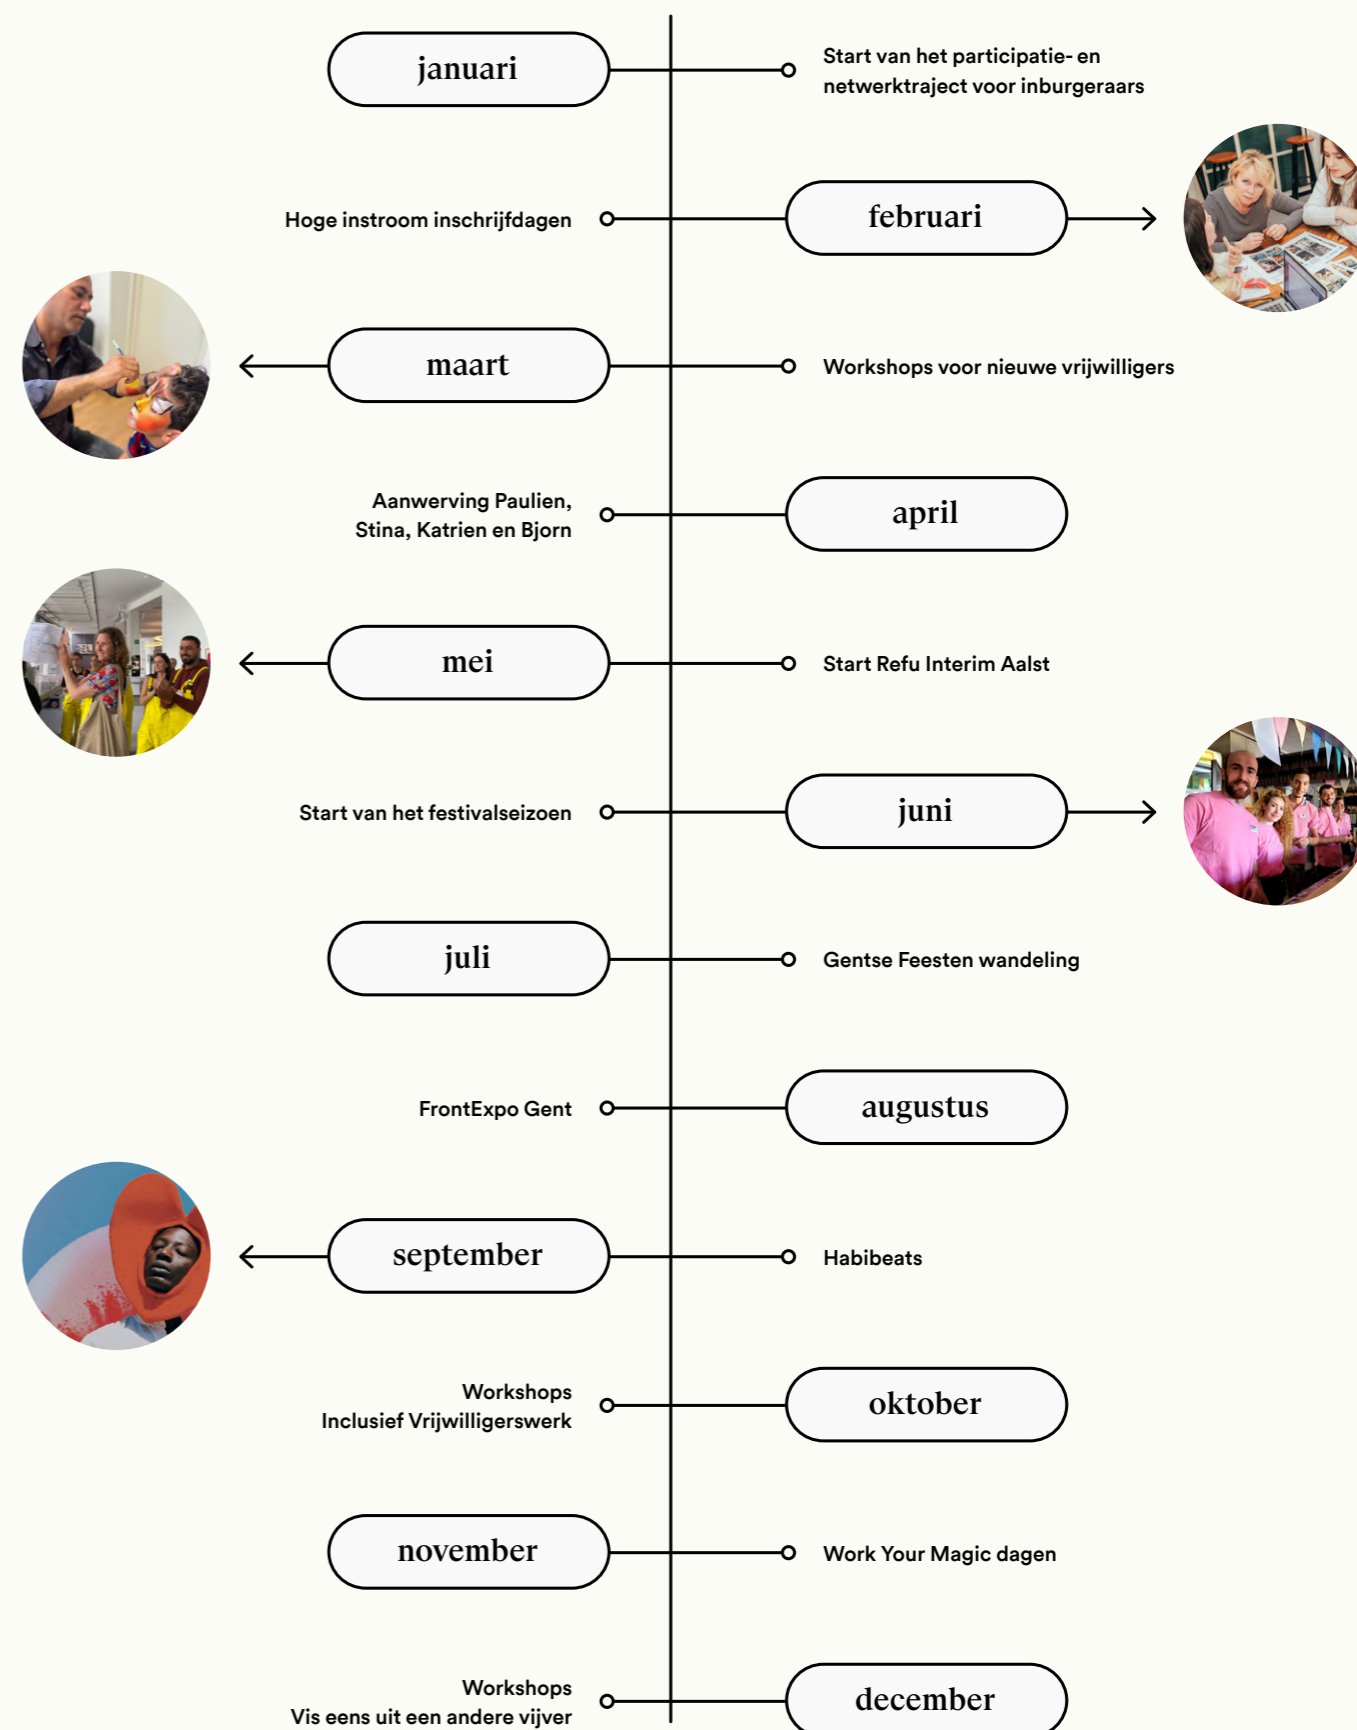 januari
Start van het participatie- en
netwerktraject voor inburgeraars
Hoge instroom inschrijfdagen
februari
maart
Workshops voor nieuwe vrijwilligers
Aanwerving Paulien,
Stina, Katrien en Bjorn
april
mei
Start Refu Interim Aalst
Start van het festivalseizoen
juni
juli
Gentse Feesten wandeling
FrontExpo Gent
augustus
september
Habibeats
Workshops
Inclusief Vrijwilligerswerk
oktober
november
Work Your Magic dagen
Workshops
Vis eens uit een andere vijver
december